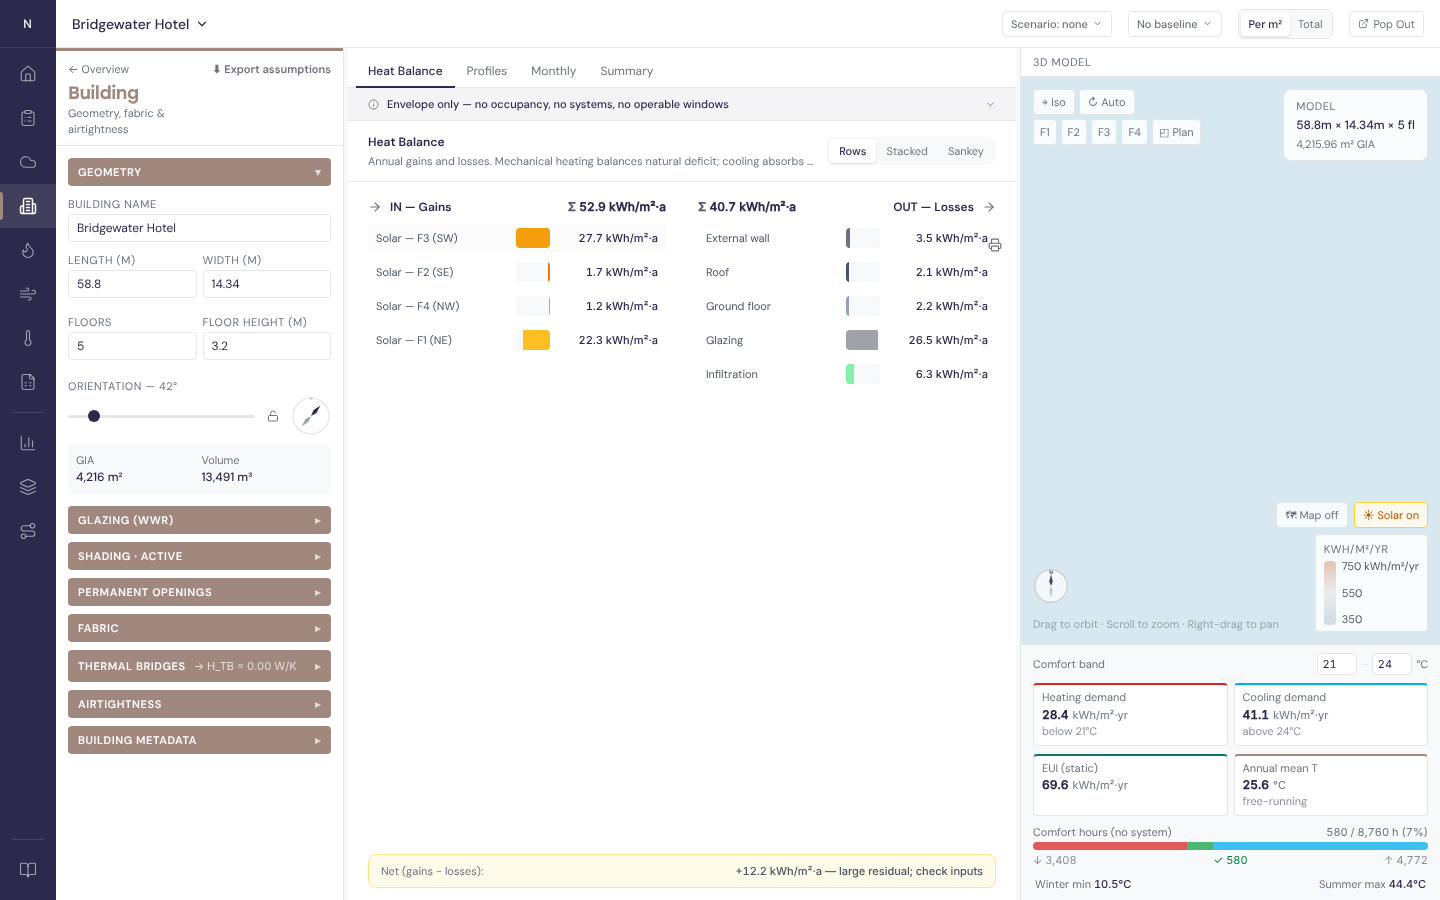 N
Bridgewater Hotel
Scenario: none
No baseline
Per m²
Total
Pop Out
← Overview
Export assumptions
Building
Geometry, fabric &
airtightness
GEOMETRY
BUILDING NAME
Bridgewater Hotel
LENGTH (M)
WIDTH (M)
58.8
14.34
FLOORS
FLOOR HEIGHT (M)
5
3.2
ORIENTATION — 42°
GIA
Volume
4,216 m²
13,491 m³
GLAZING (WWR)
SHADING · ACTIVE
PERMANENT OPENINGS
FABRIC
THERMAL BRIDGES → H_TB = 0.00 W/K
AIRTIGHTNESS
BUILDING METADATA
Heat Balance
Profiles
Monthly
Summary
Envelope only — no occupancy, no systems, no operable windows
Heat Balance
Annual gains and losses. Mechanical heating balances natural deficit; cooling absorbs ...
Rows
Stacked
Sankey
→ IN — Gains
Σ 52.9 kWh/m²·a
Solar — F3 (SW)
27.7 kWh/m²·a
Solar — F2 (SE)
1.7 kWh/m²·a
Solar — F4 (NW)
1.2 kWh/m²·a
Solar — F1 (NE)
22.3 kWh/m²·a
Σ 40.7 kWh/m²·a
OUT — Losses →
External wall
3.5 kWh/m²·a
Roof
2.1 kWh/m²·a
Ground floor
2.2 kWh/m²·a
Glazing
26.5 kWh/m²·a
Infiltration
6.3 kWh/m²·a
Net (gains − losses):
+12.2 kWh/m²·a — large residual; check inputs
3D MODEL
⌖ Iso
↻ Auto
F1
F2
F3
F4
◰ Plan
MODEL
58.8m × 14.34m × 5 fl
4,215.96 m² GIA
Map off
☀ Solar on
KWH/M²/YR
750 kWh/m²/yr
550
350
N
Drag to orbit · Scroll to zoom · Right-drag to pan
Comfort band
21 – 24 °C
Heating demand
28.4 kWh/m²·yr
below 21°C
Cooling demand
41.1 kWh/m²·yr
above 24°C
EUI (static)
69.6 kWh/m²·yr
Annual mean T
25.6 °C
free-running
Comfort hours (no system)
580 / 8,760 h (7%)
↓ 3,408
✓ 580
↑ 4,772
Winter min 10.5°C
Summer max 44.4°C